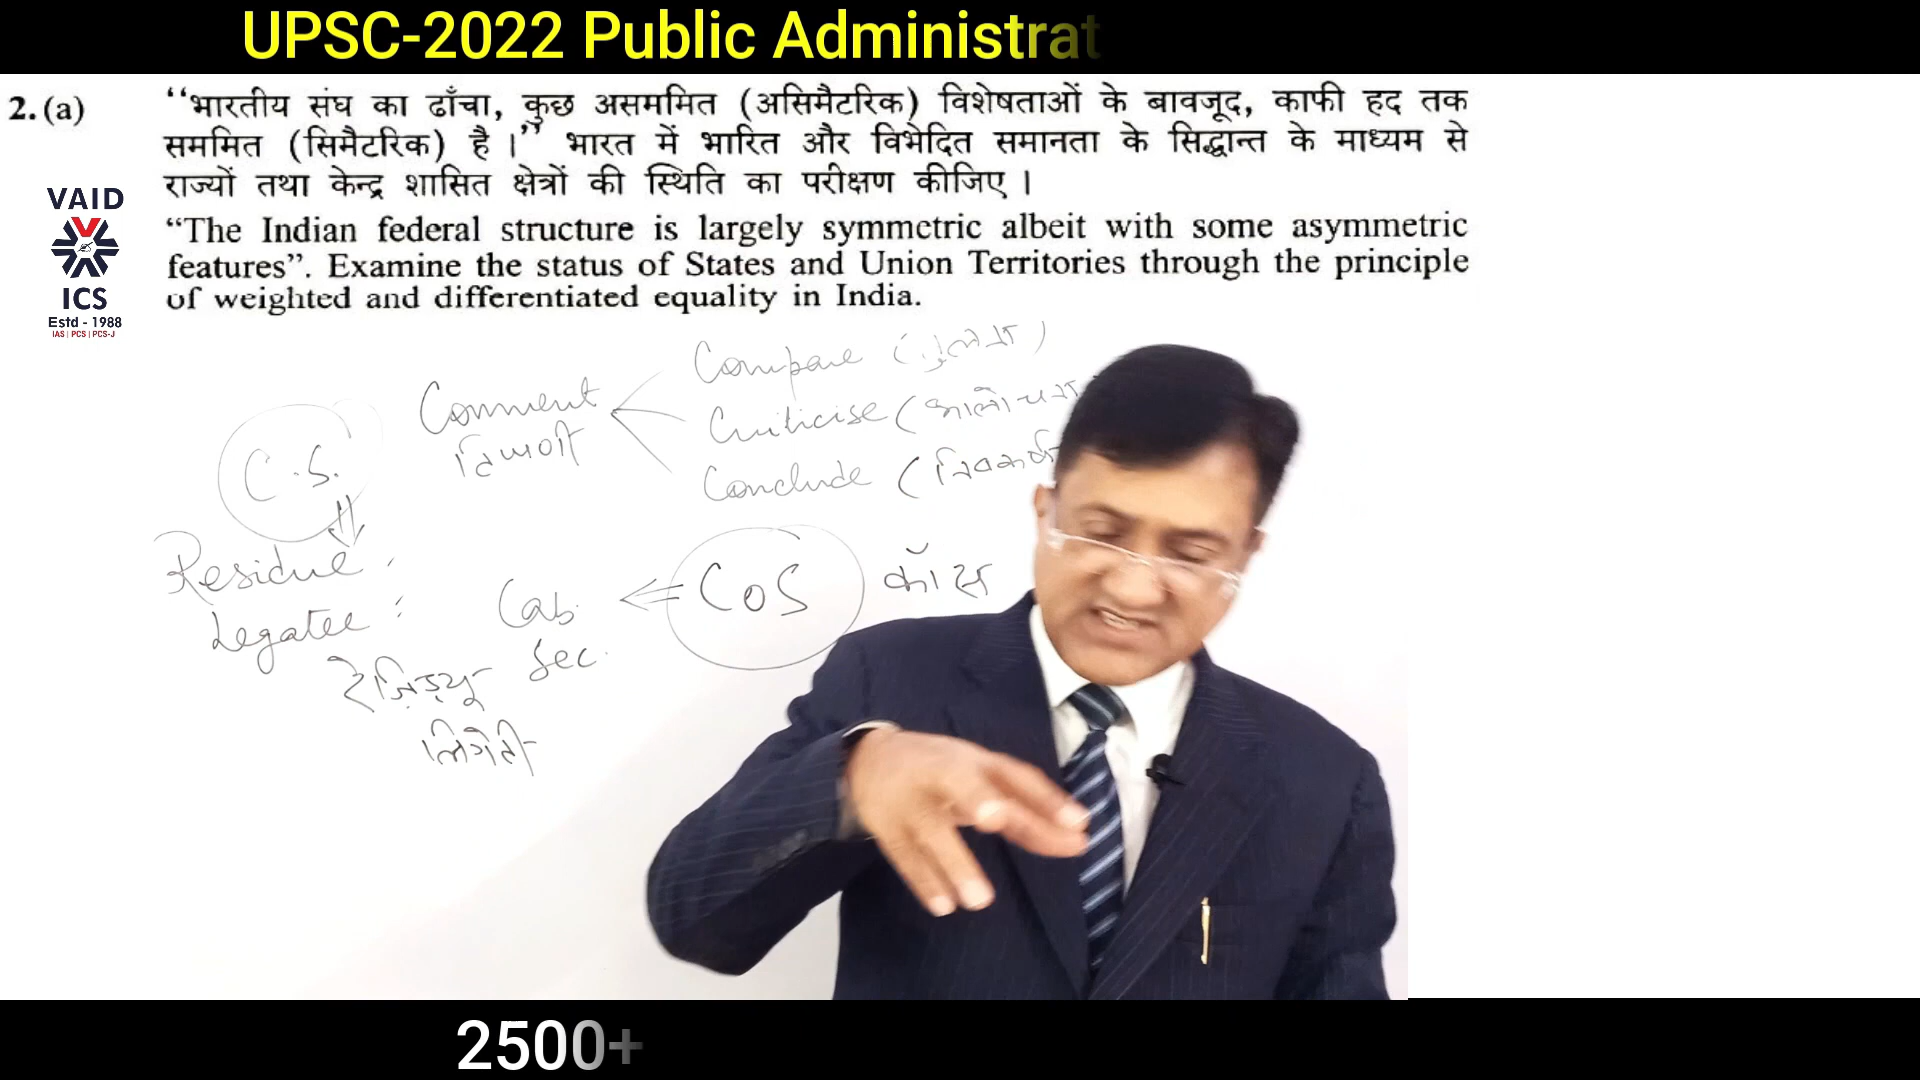 UPSC-2022 Public Administrat
2. (a) ‘‘भारतीय संघ का ढाँचा, कुछ असममित (असिमैटरिक) विशेषताओं के बावजूद, काफी हद तक
सममित (सिमैटरिक) है ।’’ भारत में भारित और विभेदित समानता के सिद्धान्त के माध्यम से
राज्यों तथा केन्द्र शासित क्षेत्रों की स्थिति का परीक्षण कीजिए ।
“The Indian federal structure is largely symmetric albeit with some asymmetric
features”. Examine the status of States and Union Territories through the principle
of weighted and differentiated equality in India.
VAID
ICS
Estd - 1988
IAS | PCS | PCS-J
Compare
Comment
Criticise
C.S.
Conclude
Residue
Legatee
Cab. CoS कॉस
Sec.
रेज़िड्यू
लिगेटी
2500+